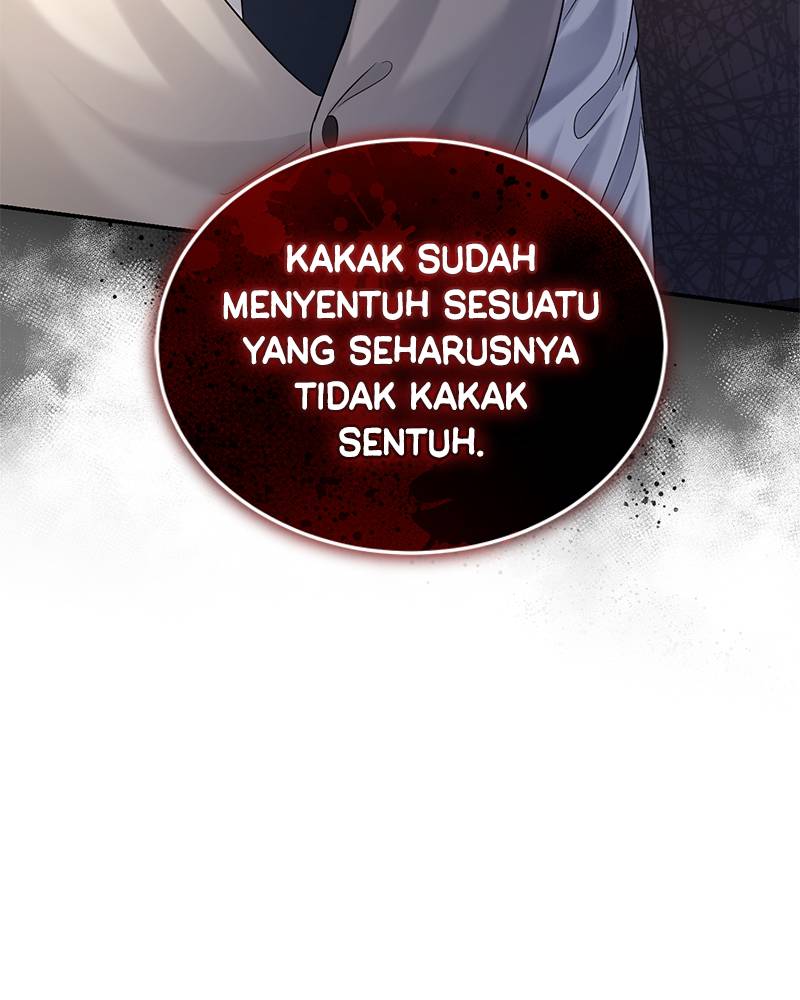 KAKAK SUDAH
MENYENTUH SESUATU
YANG SEHARUSNYA
TIDAK KAKAK
SENTUH.